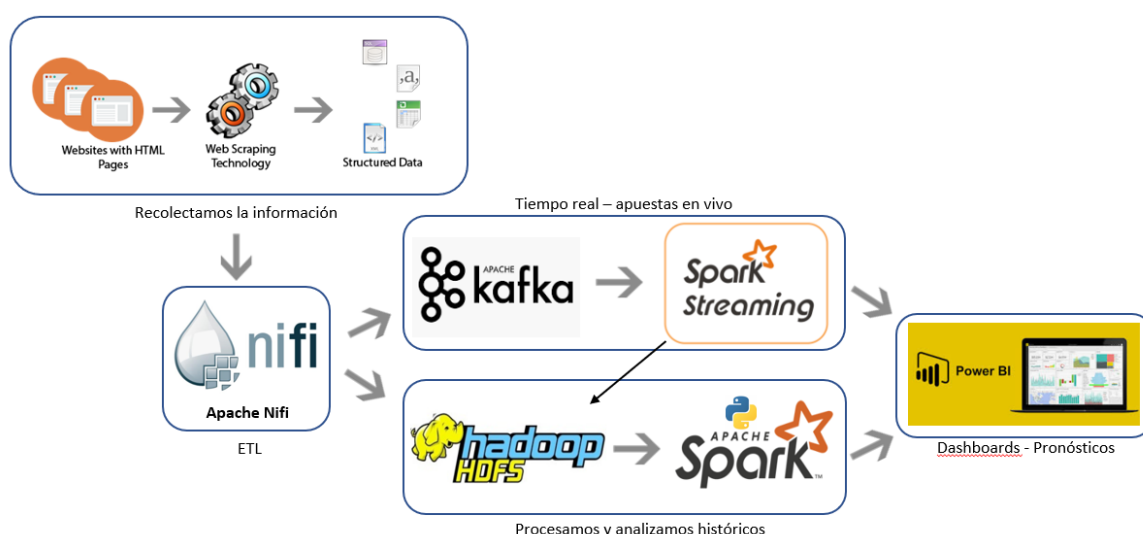 ,a,
</>
Websites with HTML
Pages
Web Scraping
Technology
Structured Data
Recolectamos la información
Tiempo real – apuestas en vivo
APACHE
kafka
Spark
Streaming
nifi
Apache Nifi
ETL
Power BI
hadoop
HDFS
APACHE
Spark
TM
Dashboards - Pronósticos
Procesamos y analizamos históricos